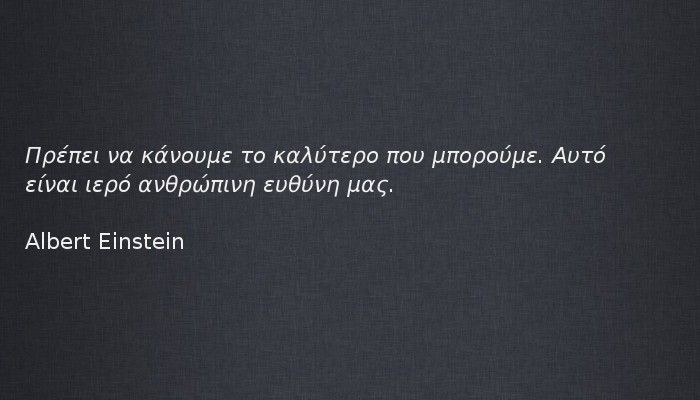 Πρέπει να κάνουμε το καλύτερο που μπορούμε. Αυτό
είναι ιερό ανθρώπινη ευθύνη μας.
Albert Einstein